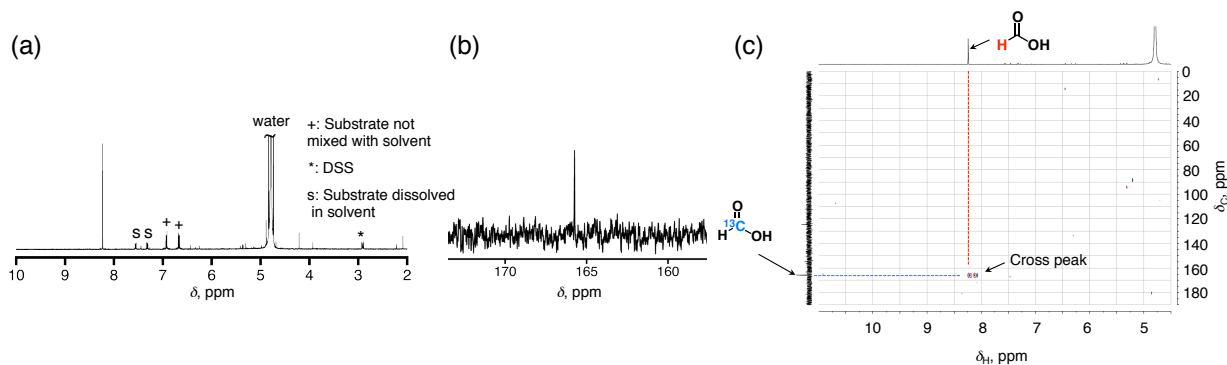 (a)
water
+: Substrate not
mixed with solvent
*: DSS
s: Substrate dissolved
in solvent
s s + + *
10 9 8 7 6 5 4 3 2
δ, ppm
(b)
170 165 160
δ, ppm
(c)
O
H OH
O
13C
H OH
Cross peak
0
20
40
60
80
100
120
140
160
180
δC, ppm
10 9 8 7 6 5
δH, ppm